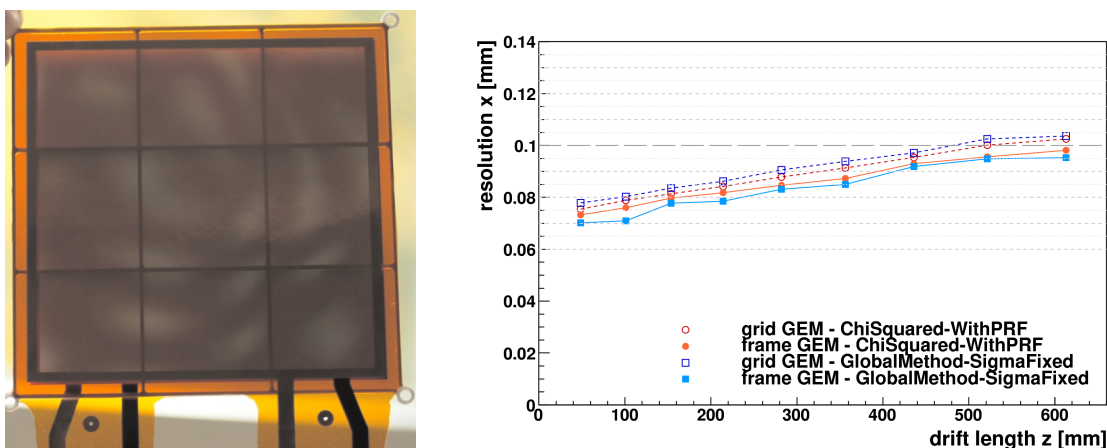 resolution x [mm]
0.14
0.12
0.1
0.08
0.06
0.04
0.02
0
grid GEM - ChiSquared-WithPRF
frame GEM - ChiSquared-WithPRF
grid GEM - GlobalMethod-SigmaFixed
frame GEM - GlobalMethod-SigmaFixed
0 100 200 300 400 500 600
drift length z [mm]